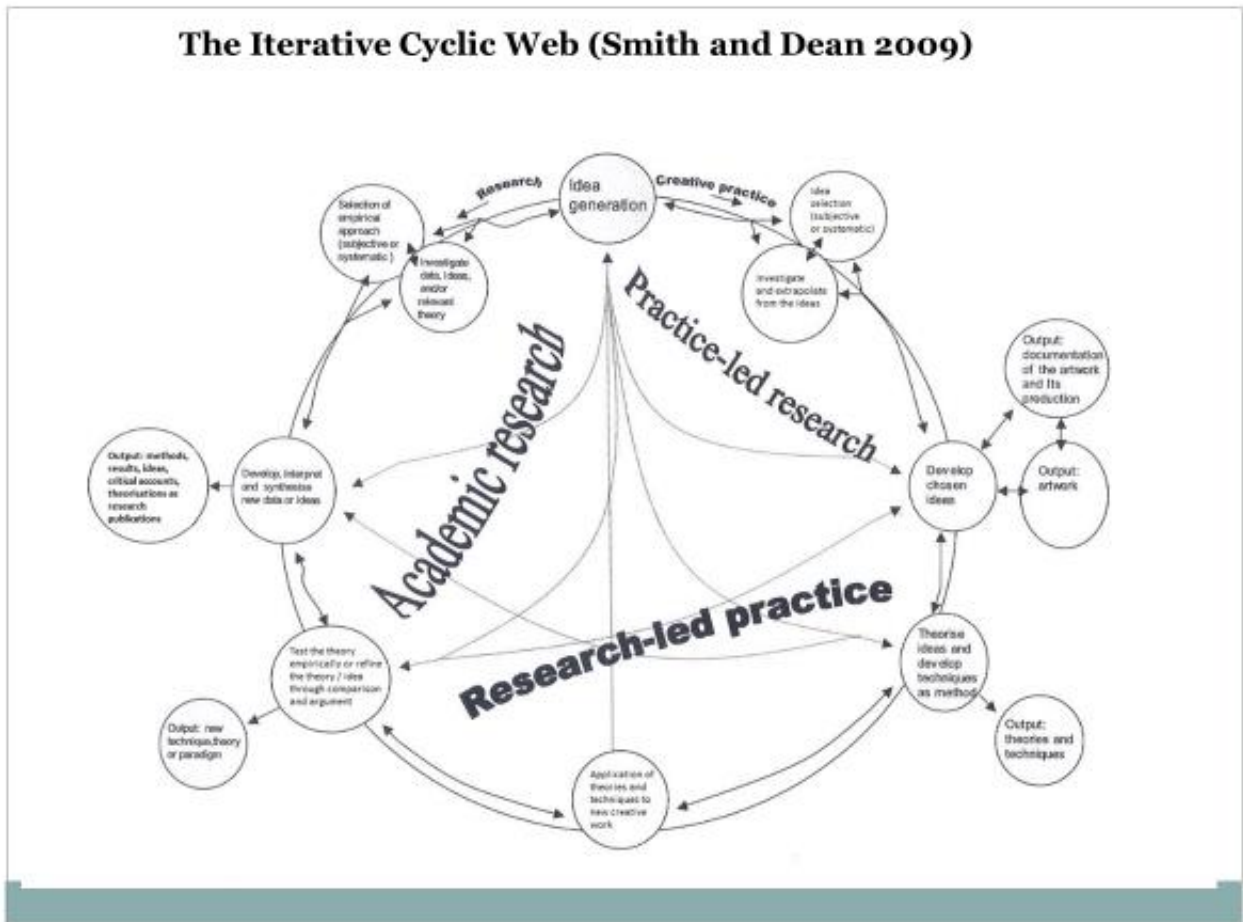 The Iterative Cyclic Web (Smith and Dean 2009)
Research
Idea
generation
Creative practice
Idea
selection
(subjective
or systematic)
Selection of
empirical
approach
(subjective or
systematic )
Investigate
data, ideas,
and/or
relevant
theory
Investigate
and extrapolate
from the ideas
Practice-led research
Academic research
Research-led practice
Output:
documentation
of the artwork
and Its
production
Output:
artwork
Develop
chosen
ideas
Output: methods,
results, ideas,
critical accounts,
theorisations as
research
publications
Develop, Interpret
and synthesise
new data or ideas
Test the theory
empirically or refine
the theory / idea
through comparison
and argument
Theorise
ideas and
develop
techniques
as method
Output: new
technique,theory
or paradigm
Output:
theories and
techniques
Application of
theories and
techniques to
new creative
work